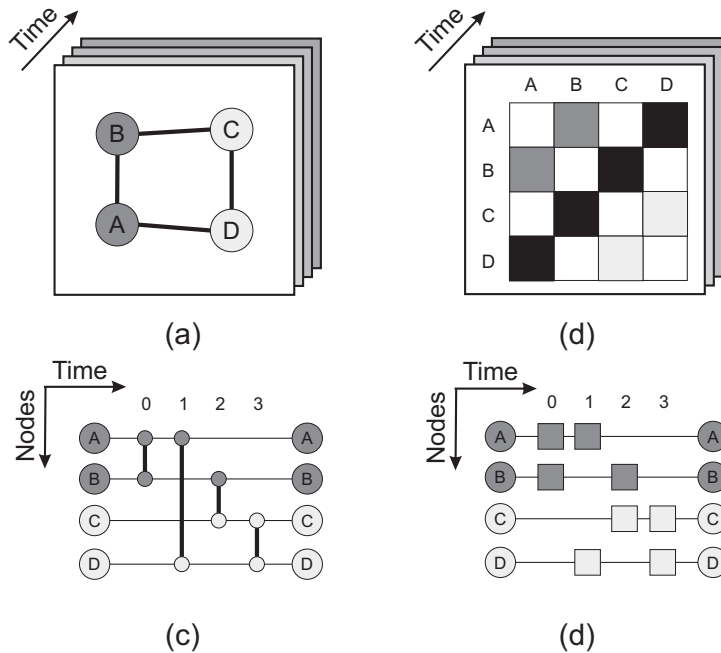 Time
B
C
A
D
(a)
Time
A B C D
A
B
C
D
(d)
Time
Nodes
0 1 2 3
A A
B B
C C
D D
(c)
Time
Nodes
0 1 2 3
A A
B B
C C
D D
(d)